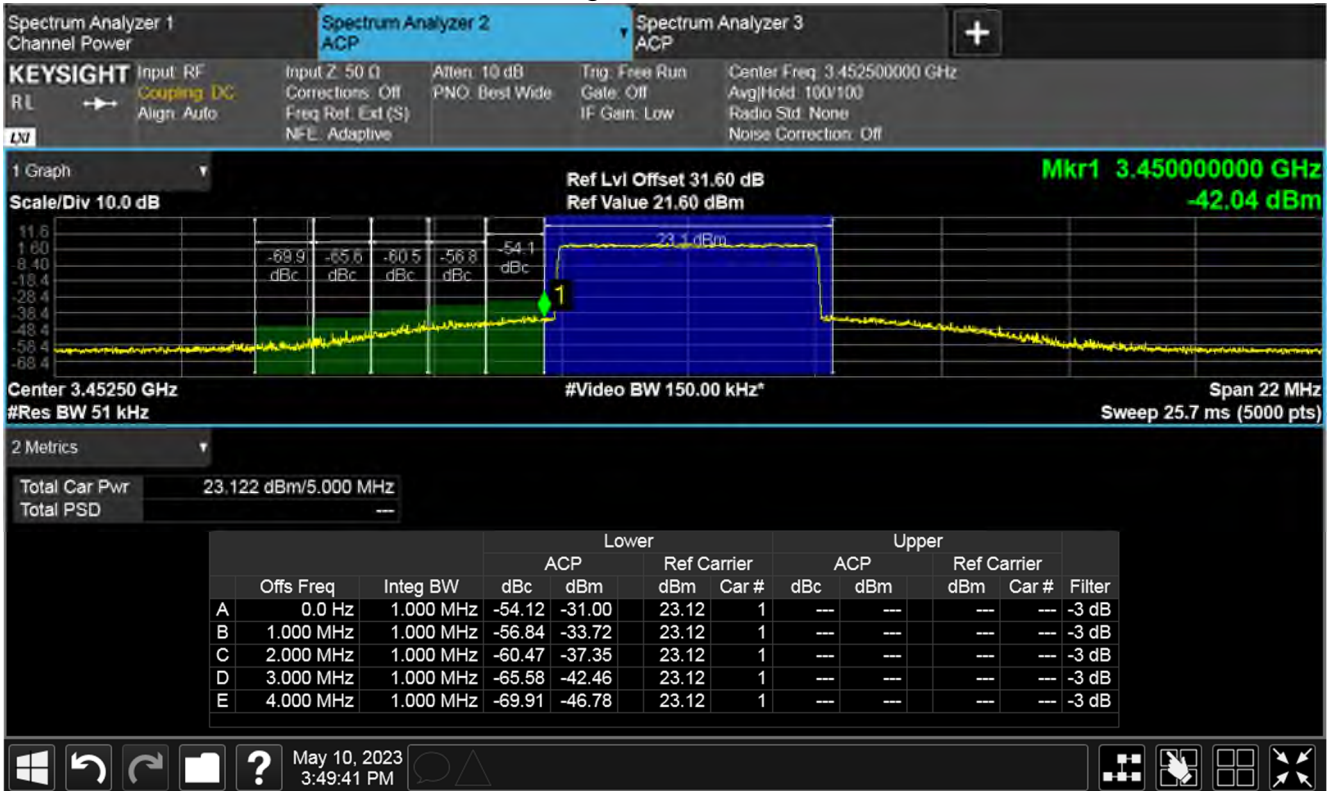 Spectrum Analyzer 1
Channel Power
Spectrum Analyzer 2
ACP
Spectrum Analyzer 3
ACP
KEYSIGHT
RL
LXI
Input: RF
Coupling: DC
Align: Auto
Input Z: 50 Ω
Corrections: Off
Freq Ref: Ext (S)
NFE: Adaptive
Atten: 10 dB
PNO: Best Wide
Trig: Free Run
Gate: Off
IF Gain: Low
Center Freq: 3.452500000 GHz
Avg|Hold: 100/100
Radio Std: None
Noise Correction: Off
1 Graph
Scale/Div 10.0 dB
Ref Lvl Offset 31.60 dB
Ref Value 21.60 dBm
Mkr1 3.450000000 GHz
-42.04 dBm
11.6
1.60
-8.40
-18.4
-28.4
-38.4
-48.4
-58.4
-68.4
-69.9 dBc
-65.6 dBc
-60.5 dBc
-56.8 dBc
-54.1 dBc
23.1 dBm
1
Center 3.45250 GHz
#Video BW 150.00 kHz*
Span 22 MHz
#Res BW 51 kHz
Sweep 25.7 ms (5000 pts)
2 Metrics
Total Car Pwr 23.122 dBm/5.000 MHz
Total PSD ---
Lower Upper
ACP Ref Carrier ACP Ref Carrier
Offs Freq Integ BW dBc dBm dBm Car # dBc dBm dBm Car # Filter
A 0.0 Hz 1.000 MHz -54.12 -31.00 23.12 1 --- --- --- --- -3 dB
B 1.000 MHz 1.000 MHz -56.84 -33.72 23.12 1 --- --- --- --- -3 dB
C 2.000 MHz 1.000 MHz -60.47 -37.35 23.12 1 --- --- --- --- -3 dB
D 3.000 MHz 1.000 MHz -65.58 -42.46 23.12 1 --- --- --- --- -3 dB
E 4.000 MHz 1.000 MHz -69.91 -46.78 23.12 1 --- --- --- --- -3 dB
?
May 10, 2023
3:49:41 PM